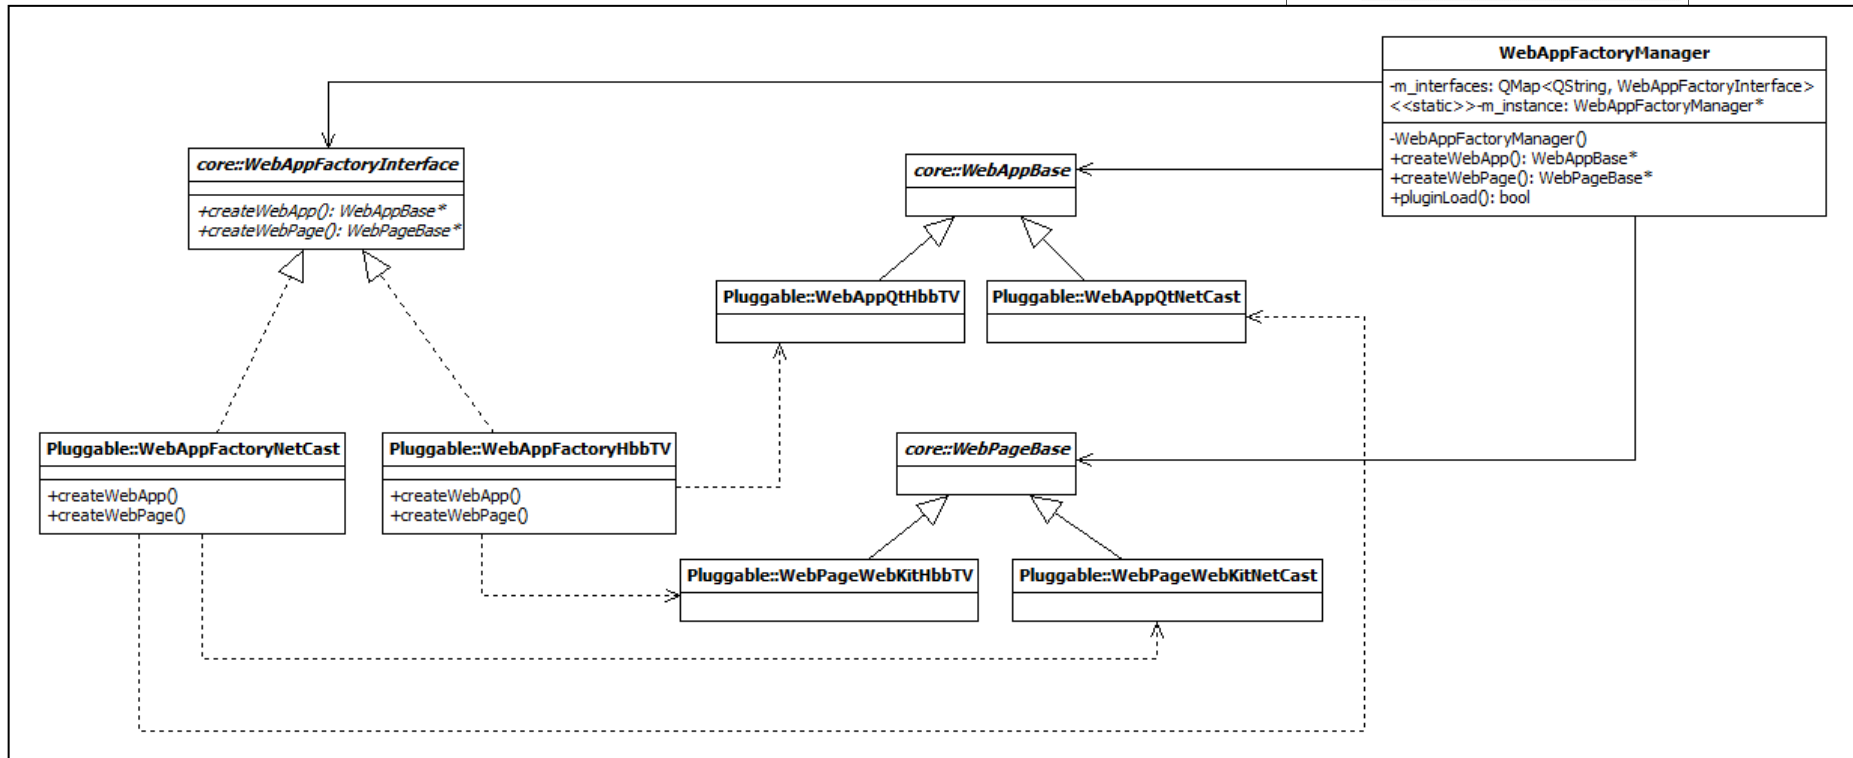 WebAppFactoryManager
-m_interfaces: QMap<QString, WebAppFactoryInterface>
<<static>>-m_instance: WebAppFactoryManager*
-WebAppFactoryManager()
+createWebApp(): WebAppBase*
+createWebPage(): WebPageBase*
+pluginLoad(): bool
core::WebAppFactoryInterface
+createWebApp(): WebAppBase*
+createWebPage(): WebPageBase*
core::WebAppBase
Pluggable::WebAppQtHbbTV
Pluggable::WebAppQtNetCast
Pluggable::WebAppFactoryNetCast
+createWebApp()
+createWebPage()
Pluggable::WebAppFactoryHbbTV
+createWebApp()
+createWebPage()
core::WebPageBase
Pluggable::WebPageWebKitHbbTV
Pluggable::WebPageWebKitNetCast